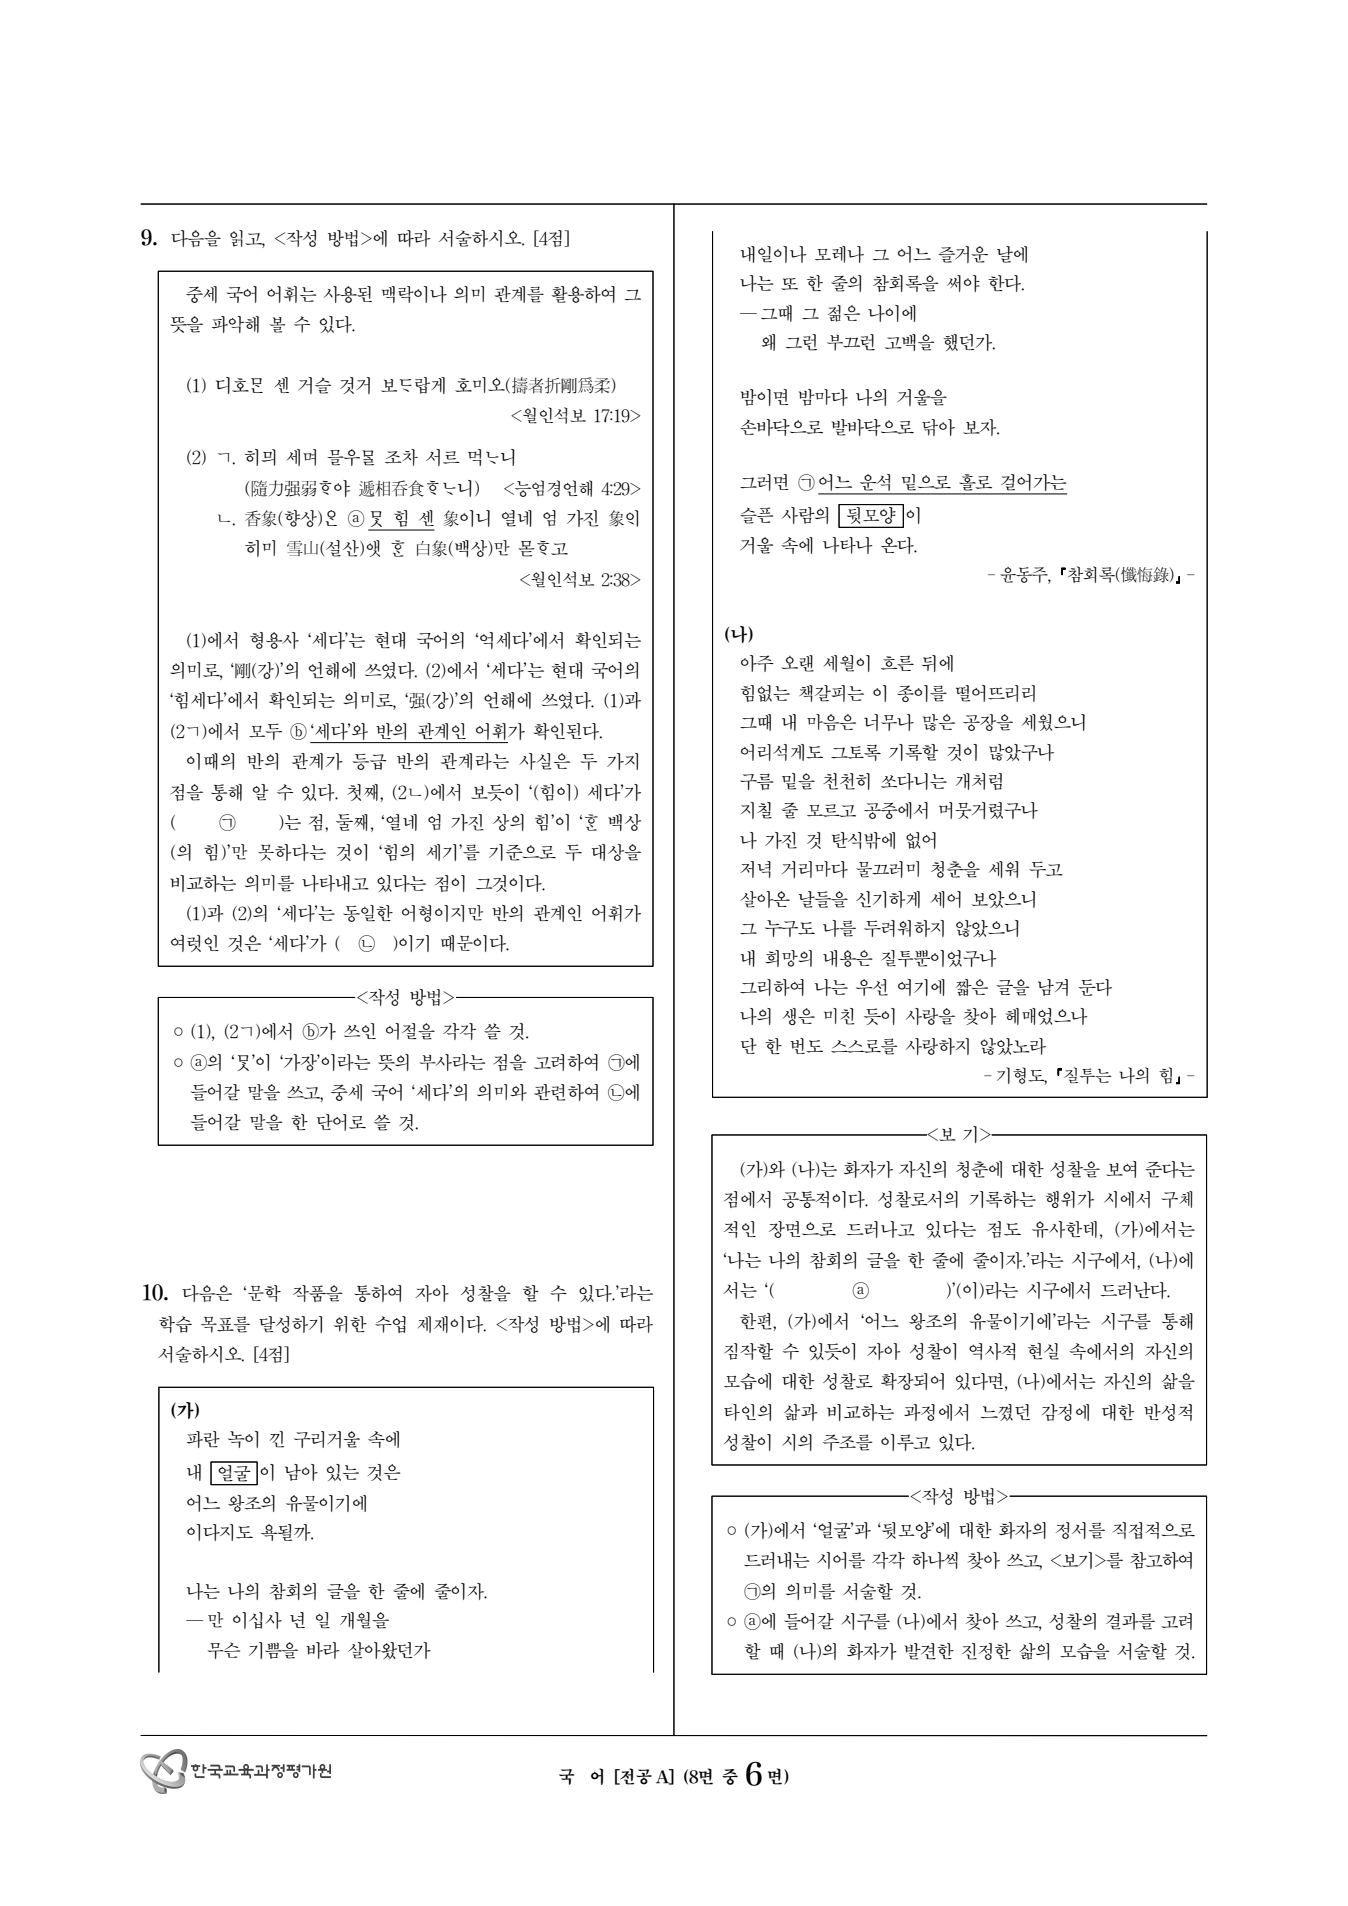 9. 다음을 읽고, <작성 방법>에 따라 서술하시오. [4점]
중세 국어 어휘는 사용된 맥락이나 의미 관계를 활용하여 그
뜻을 파악해 볼 수 있다.
(1) 디호ᄆᆞᆫ 센 거슬 것거 보ᄃᆞ랍게 호미오(擣者折剛爲柔)
<월인석보 17:19>
(2) ㄱ. 히믜 세며 믈우믈 조차 서르 먹ᄂᆞ니
(隨力强弱ᄒᆞ야 遞相呑食ᄒᆞᄂᆞ니) <능엄경언해 4:29>
ㄴ. 香象(향상)ᄋᆞᆫ ⓐ ᄆᆞᆺ 힘 센 象이니 열네 엄 가진 象ᄋᆡ
히미 雪山(설산)앳 ᄒᆞᆫ 白象(백상)만 몯ᄒᆞ고
<월인석보 2:38>
(1)에서 형용사 ‘세다’는 현대 국어의 ‘억세다’에서 확인되는
의미로, ‘剛(강)’의 언해에 쓰였다. (2)에서 ‘세다’는 현대 국어의
‘힘세다’에서 확인되는 의미로, ‘强(강)’의 언해에 쓰였다. (1)과
(2ㄱ)에서 모두 ⓑ ‘세다’와 반의 관계인 어휘가 확인된다.
이때의 반의 관계가 등급 반의 관계라는 사실은 두 가지
점을 통해 알 수 있다. 첫째, (2ㄴ)에서 보듯이 ‘(힘이) 세다’가
( ㉠ )는 점, 둘째, ‘열네 엄 가진 상의 힘’이 ‘ᄒᆞᆫ 백상
(의 힘)’만 못하다는 것이 ‘힘의 세기’를 기준으로 두 대상을
비교하는 의미를 나타내고 있다는 점이 그것이다.
(1)과 (2)의 ‘세다’는 동일한 어형이지만 반의 관계인 어휘가
여럿인 것은 ‘세다’가 ( ㉡ )이기 때문이다.
<작성 방법>
○ (1), (2ㄱ)에서 ⓑ가 쓰인 어절을 각각 쓸 것.
○ ⓐ의 ‘ᄆᆞᆺ’이 ‘가장’이라는 뜻의 부사라는 점을 고려하여 ㉠에
들어갈 말을 쓰고, 중세 국어 ‘세다’의 의미와 관련하여 ㉡에
들어갈 말을 한 단어로 쓸 것.
10. 다음은 ‘문학 작품을 통하여 자아 성찰을 할 수 있다.’라는
학습 목표를 달성하기 위한 수업 제재이다. <작성 방법>에 따라
서술하시오. [4점]
(가)
파란 녹이 낀 구리거울 속에
내 얼굴이 남아 있는 것은
어느 왕조의 유물이기에
이다지도 욕될까.
나는 나의 참회의 글을 한 줄에 줄이자.
― 만 이십사 년 일 개월을
무슨 기쁨을 바라 살아왔던가
내일이나 모레나 그 어느 즐거운 날에
나는 또 한 줄의 참회록을 써야 한다.
― 그때 그 젊은 나이에
왜 그런 부끄런 고백을 했던가.
밤이면 밤마다 나의 거울을
손바닥으로 발바닥으로 닦아 보자.
그러면 ㉠ 어느 운석 밑으로 홀로 걸어가는
슬픈 사람의 뒷모양이
거울 속에 나타나 온다.
- 윤동주, 『참회록(懺悔錄)』 -
(나)
아주 오랜 세월이 흐른 뒤에
힘없는 책갈피는 이 종이를 떨어뜨리리
그때 내 마음은 너무나 많은 공장을 세웠으니
어리석게도 그토록 기록할 것이 많았구나
구름 밑을 천천히 쏘다니는 개처럼
지칠 줄 모르고 공중에서 머뭇거렸구나
나 가진 것 탄식밖에 없어
저녁 거리마다 물끄러미 청춘을 세워 두고
살아온 날들을 신기하게 세어 보았으니
그 누구도 나를 두려워하지 않았으니
내 희망의 내용은 질투뿐이었구나
그리하여 나는 우선 여기에 짧은 글을 남겨 둔다
나의 생은 미친 듯이 사랑을 찾아 헤매었으나
단 한 번도 스스로를 사랑하지 않았노라
- 기형도, 『질투는 나의 힘』 -
<보 기>
(가)와 (나)는 화자가 자신의 청춘에 대한 성찰을 보여 준다는
점에서 공통적이다. 성찰로서의 기록하는 행위가 시에서 구체
적인 장면으로 드러나고 있다는 점도 유사한데, (가)에서는
‘나는 나의 참회의 글을 한 줄에 줄이자.’라는 시구에서, (나)에
서는 ‘( ⓐ )’(이)라는 시구에서 드러난다.
한편, (가)에서 ‘어느 왕조의 유물이기에’라는 시구를 통해
짐작할 수 있듯이 자아 성찰이 역사적 현실 속에서의 자신의
모습에 대한 성찰로 확장되어 있다면, (나)에서는 자신의 삶을
타인의 삶과 비교하는 과정에서 느꼈던 감정에 대한 반성적
성찰이 시의 주조를 이루고 있다.
<작성 방법>
○ (가)에서 ‘얼굴’과 ‘뒷모양’에 대한 화자의 정서를 직접적으로
드러내는 시어를 각각 하나씩 찾아 쓰고, <보기>를 참고하여
㉠의 의미를 서술할 것.
○ ⓐ에 들어갈 시구를 (나)에서 찾아 쓰고, 성찰의 결과를 고려
할 때 (나)의 화자가 발견한 진정한 삶의 모습을 서술할 것.
한국교육과정평가원
국 어 [전공 A] (8면 중 6 면)